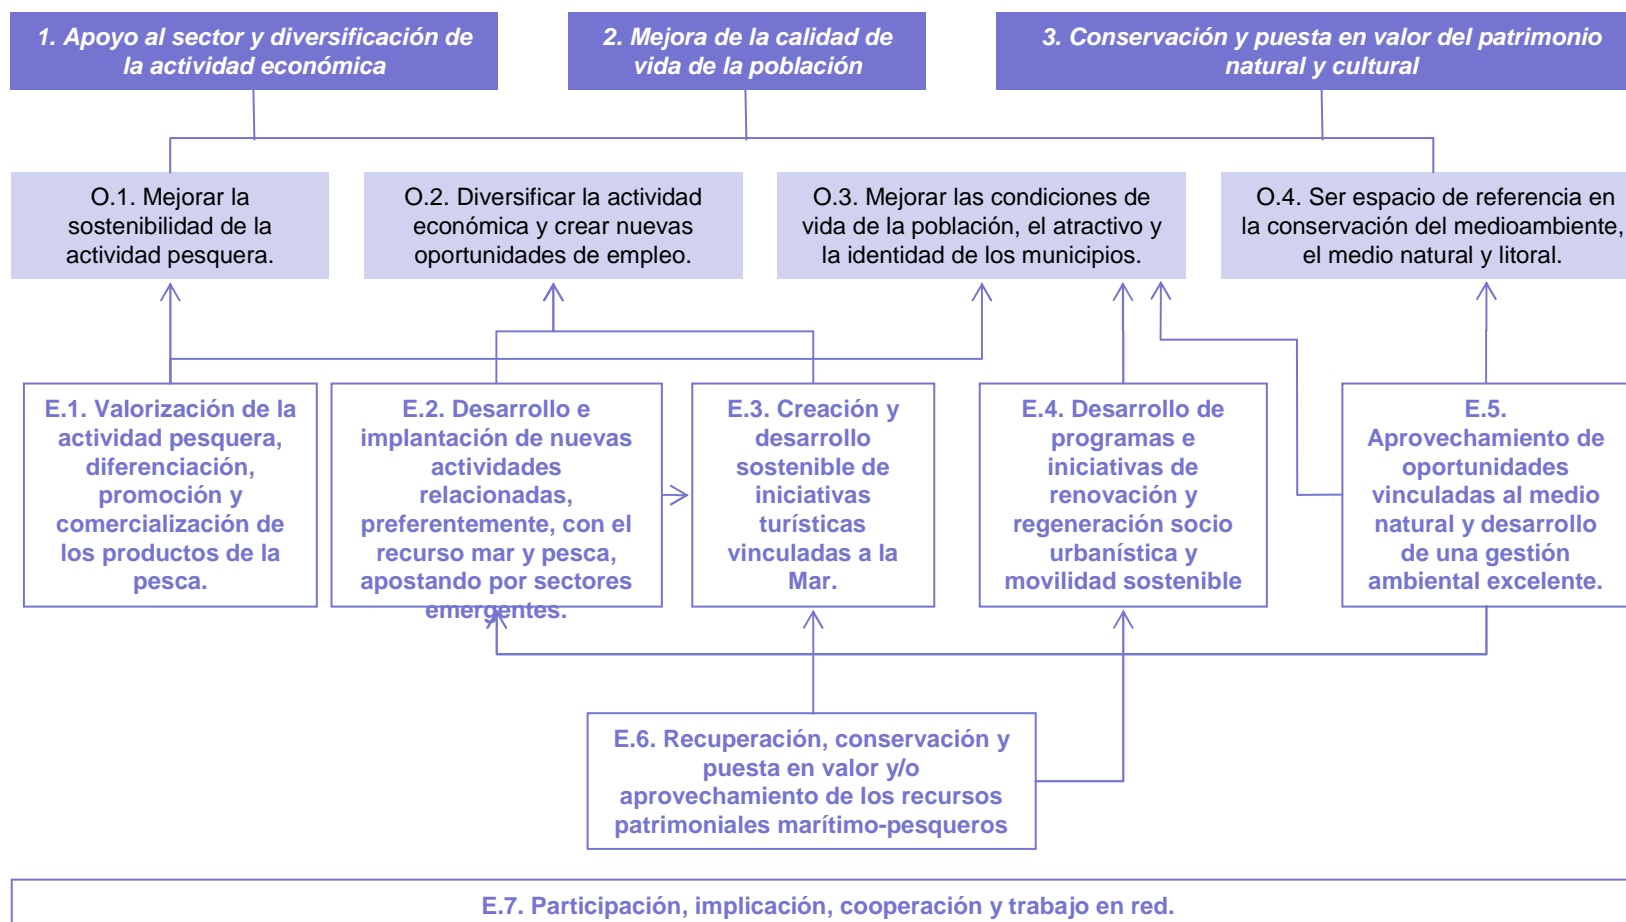 1. Apoyo al sector y diversificación de
la actividad económica
2. Mejora de la calidad de
vida de la población
3. Conservación y puesta en valor del patrimonio
natural y cultural
O.1. Mejorar la
sostenibilidad de la
actividad pesquera.
O.2. Diversificar la actividad
económica y crear nuevas
oportunidades de empleo.
O.3. Mejorar las condiciones de
vida de la población, el atractivo y
la identidad de los municipios.
O.4. Ser espacio de referencia en
la conservación del medioambiente,
el medio natural y litoral.
E.1. Valorización de la
actividad pesquera,
diferenciación,
promoción y
comercialización de
los productos de la
pesca.
E.2. Desarrollo e
implantación de nuevas
actividades
relacionadas,
preferentemente, con el
recurso mar y pesca,
apostando por sectores
emergentes.
E.3. Creación y
desarrollo
sostenible de
iniciativas
turísticas
vinculadas a la
Mar.
E.4. Desarrollo de
programas e
iniciativas de
renovación y
regeneración socio
urbanística y
movilidad sostenible
E.5.
Aprovechamiento de
oportunidades
vinculadas al medio
natural y desarrollo
de una gestión
ambiental excelente.
E.6. Recuperación, conservación y
puesta en valor y/o
aprovechamiento de los recursos
patrimoniales marítimo-pesqueros
E.7. Participación, implicación, cooperación y trabajo en red.